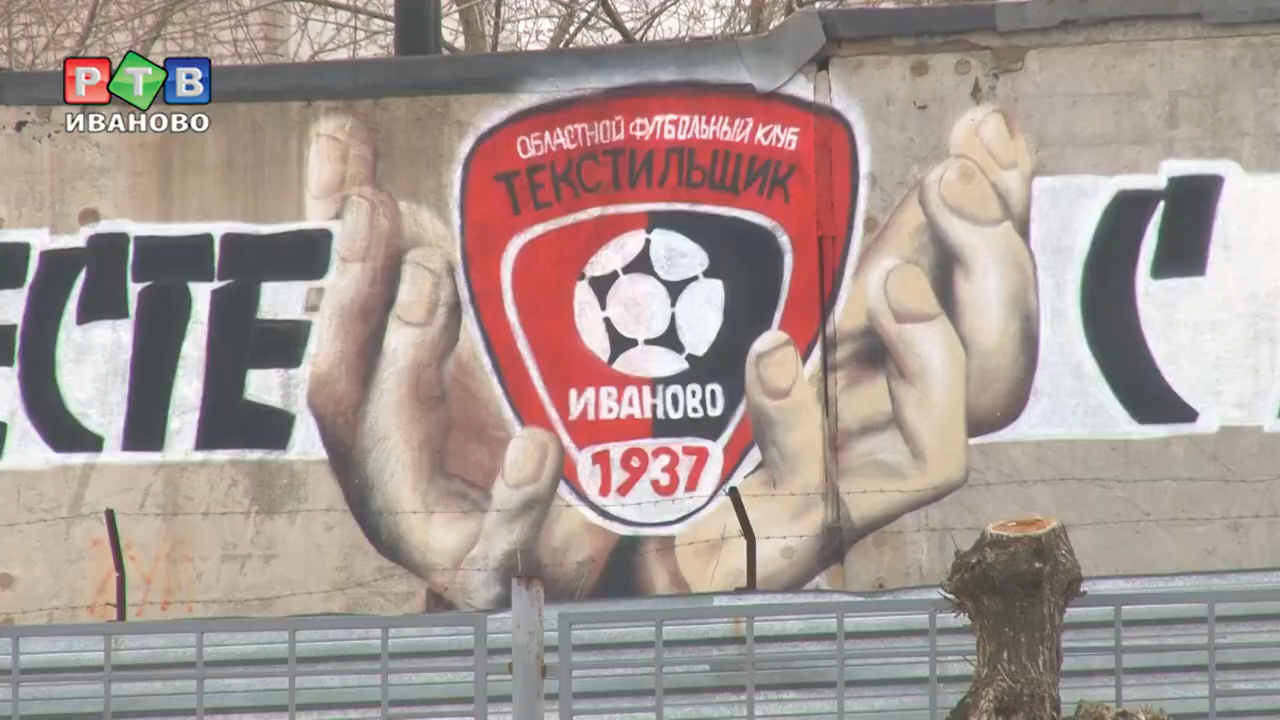 РТВ
ИВАНОВО
ОБЛАСТНОЙ ФУТБОЛЬНЫЙ КЛУБ
ТЕКСТИЛЬЩИК
ЕСТЕ
С
ИВАНОВО
1937